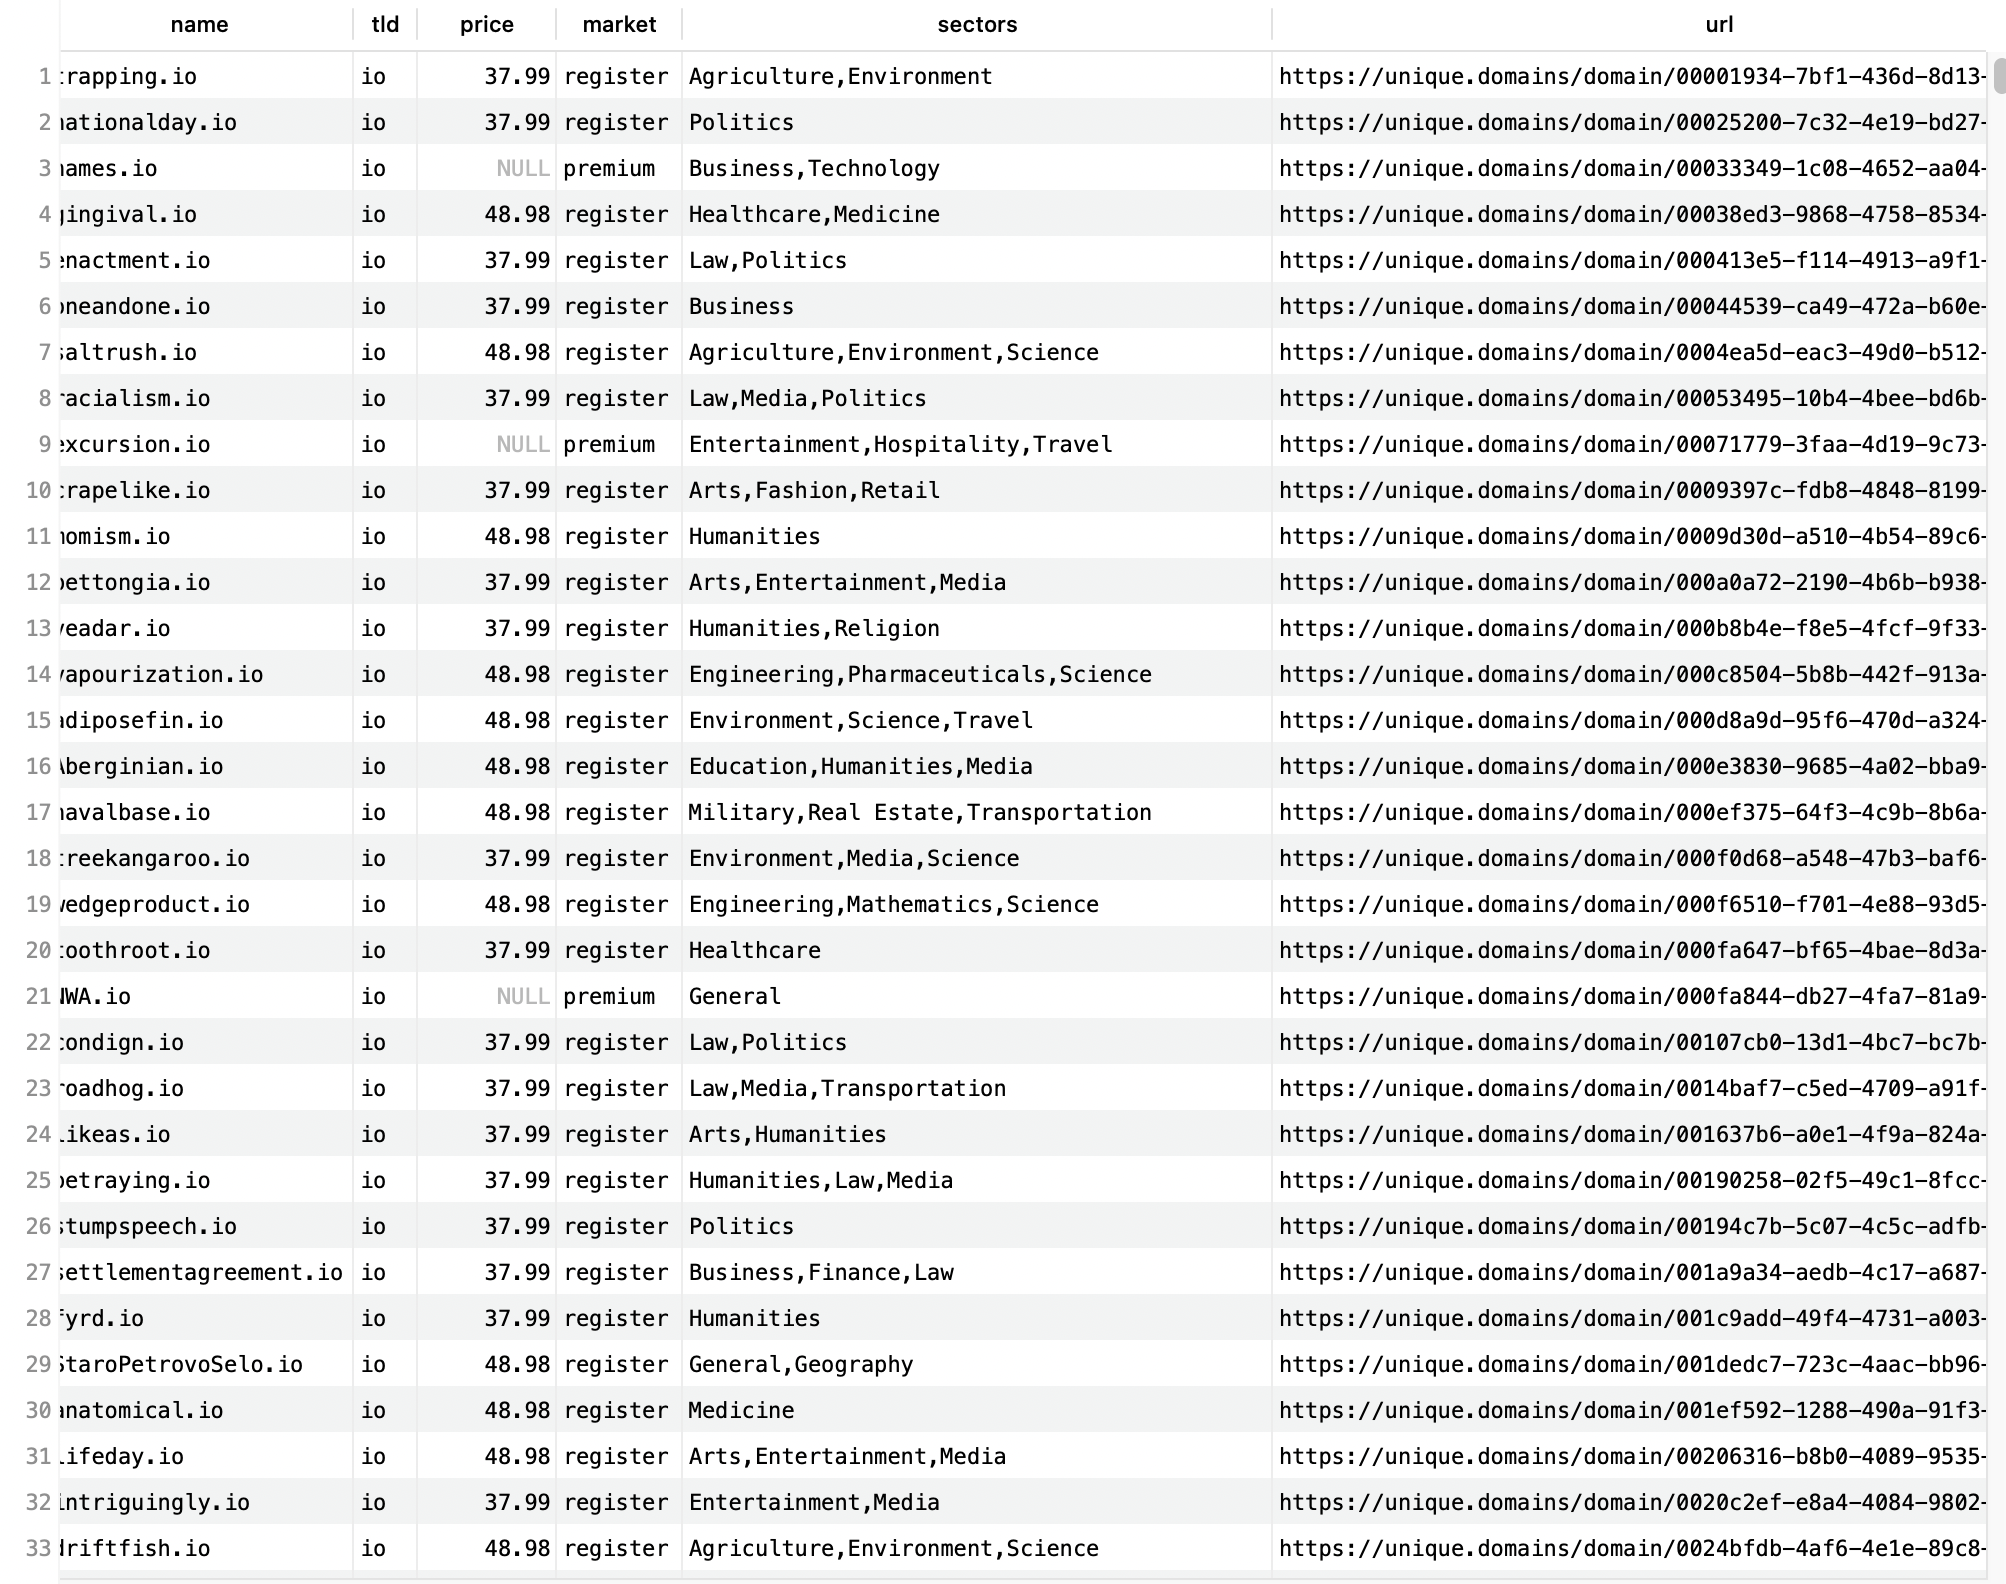 name tld price market sectors url
1 trapping.io io 37.99 register Agriculture,Environment https://unique.domains/domain/00001934-7bf1-436d-8d13-
2 nationalday.io io 37.99 register Politics https://unique.domains/domain/00025200-7c32-4e19-bd27-
3 names.io io NULL premium Business,Technology https://unique.domains/domain/00033349-1c08-4652-aa04-
4 gingival.io io 48.98 register Healthcare,Medicine https://unique.domains/domain/00038ed3-9868-4758-8534-
5 enactment.io io 37.99 register Law,Politics https://unique.domains/domain/000413e5-f114-4913-a9f1-
6 oneandone.io io 37.99 register Business https://unique.domains/domain/00044539-ca49-472a-b60e-
7 saltrush.io io 48.98 register Agriculture,Environment,Science https://unique.domains/domain/0004ea5d-eac3-49d0-b512-
8 racialism.io io 37.99 register Law,Media,Politics https://unique.domains/domain/00053495-10b4-4bee-bd6b-
9 excursion.io io NULL premium Entertainment,Hospitality,Travel https://unique.domains/domain/00071779-3faa-4d19-9c73-
10 crapelike.io io 37.99 register Arts,Fashion,Retail https://unique.domains/domain/0009397c-fdb8-4848-8199-
11 momism.io io 48.98 register Humanities https://unique.domains/domain/0009d30d-a510-4b54-89c6-
12 bettongia.io io 37.99 register Arts,Entertainment,Media https://unique.domains/domain/000a0a72-2190-4b6b-b938-
13 veadar.io io 37.99 register Humanities,Religion https://unique.domains/domain/000b8b4e-f8e5-4fcf-9f33-
14 vapourization.io io 48.98 register Engineering,Pharmaceuticals,Science https://unique.domains/domain/000c8504-5b8b-442f-913a-
15 adiposefin.io io 48.98 register Environment,Science,Travel https://unique.domains/domain/000d8a9d-95f6-470d-a324-
16 Aberginian.io io 48.98 register Education,Humanities,Media https://unique.domains/domain/000e3830-9685-4a02-bba9-
17 navalbase.io io 48.98 register Military,Real Estate,Transportation https://unique.domains/domain/000ef375-64f3-4c9b-8b6a-
18 treekangaroo.io io 37.99 register Environment,Media,Science https://unique.domains/domain/000f0d68-a548-47b3-baf6-
19 wedgeproduct.io io 48.98 register Engineering,Mathematics,Science https://unique.domains/domain/000f6510-f701-4e88-93d5-
20 toothroot.io io 37.99 register Healthcare https://unique.domains/domain/000fa647-bf65-4bae-8d3a-
21 NWA.io io NULL premium General https://unique.domains/domain/000fa844-db27-4fa7-81a9-
22 condign.io io 37.99 register Law,Politics https://unique.domains/domain/00107cb0-13d1-4bc7-bc7b-
23 roadhog.io io 37.99 register Law,Media,Transportation https://unique.domains/domain/0014baf7-c5ed-4709-a91f-
24 likeas.io io 37.99 register Arts,Humanities https://unique.domains/domain/001637b6-a0e1-4f9a-824a-
25 betraying.io io 37.99 register Humanities,Law,Media https://unique.domains/domain/00190258-02f5-49c1-8fcc-
26 stumpspeech.io io 37.99 register Politics https://unique.domains/domain/00194c7b-5c07-4c5c-adfb-
27 settlementagreement.io io 37.99 register Business,Finance,Law https://unique.domains/domain/001a9a34-aedb-4c17-a687-
28 fyrd.io io 37.99 register Humanities https://unique.domains/domain/001c9add-49f4-4731-a003-
29 StaroPetrovoSelo.io io 48.98 register General,Geography https://unique.domains/domain/001dedc7-723c-4aac-bb96-
30 anatomical.io io 48.98 register Medicine https://unique.domains/domain/001ef592-1288-490a-91f3-
31 lifeday.io io 48.98 register Arts,Entertainment,Media https://unique.domains/domain/00206316-b8b0-4089-9535-
32 intriguingly.io io 37.99 register Entertainment,Media https://unique.domains/domain/0020c2ef-e8a4-4084-9802-
33 driftfish.io io 48.98 register Agriculture,Environment,Science https://unique.domains/domain/0024bfdb-4af6-4e1e-89c8-